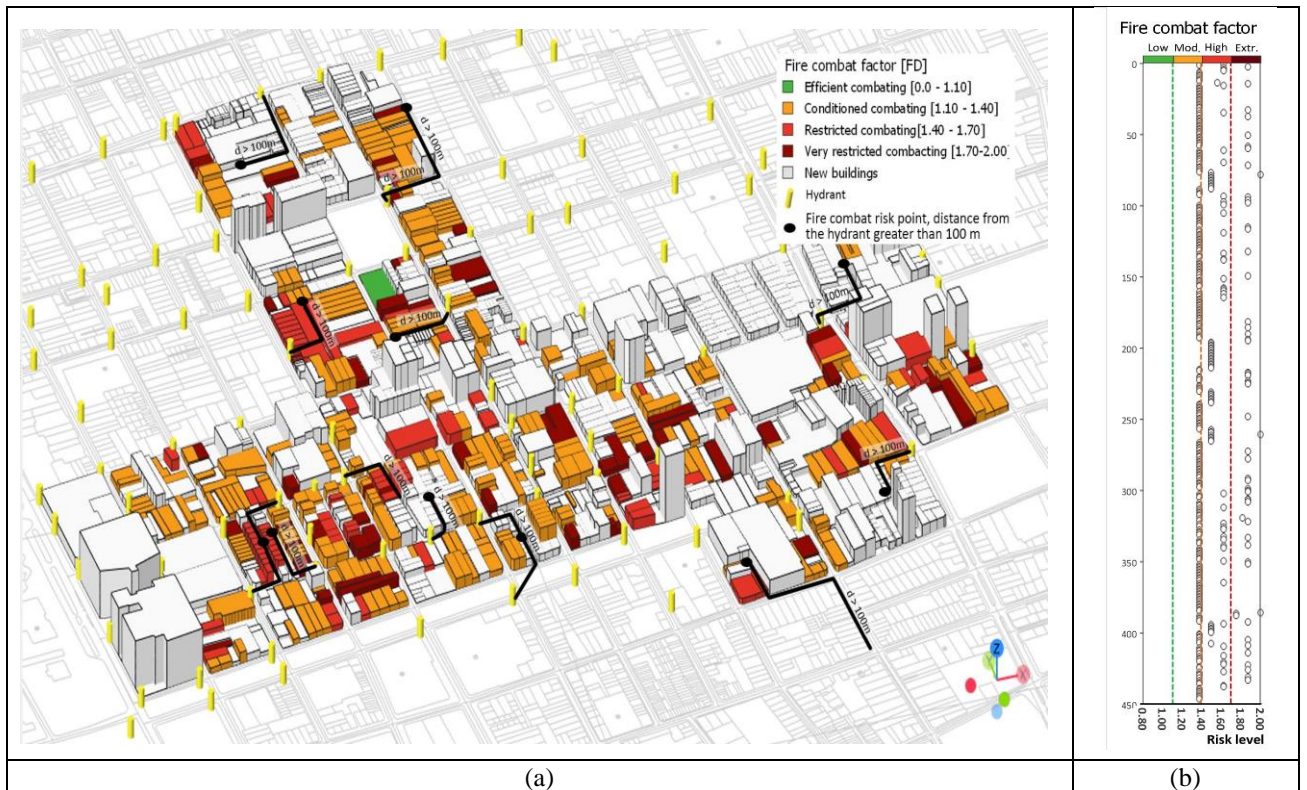 Fire combat factor [FD]
Efficient combating [0.0 - 1.10]
Conditioned combating [1.10 - 1.40]
Restricted combating[1.40 - 1.70]
Very restricted combacting [1.70-2.00]
New buildings
Hydrant
Fire combat risk point, distance from
the hydrant greater than 100 m
d > 100m
d > 100m
d > 100m
d > 100m
d > 100m
d > 100m
d > 100m
d > 100m
d > 100m
d > 100m
d > 100m
d > 100m
Z
Y
X
(a)
Fire combat factor
Low Mod. High Extr.
0
50
100
150
200
250
300
350
400
450
0.80 1.00 1.20 1.40 1.60 1.80 2.00
Risk level
(b)